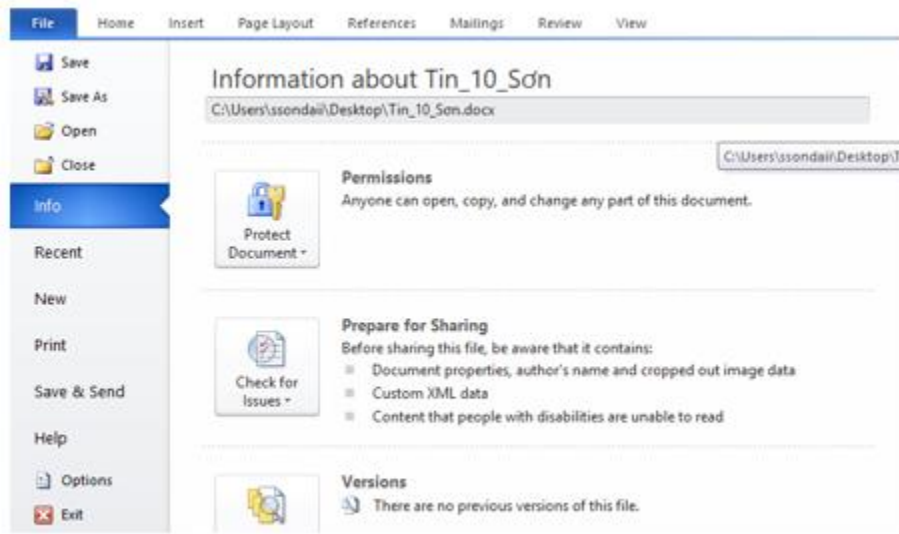 File Home Insert Page Layout References Mailings Review View
Save
Save As
Open
Close
Info
Recent
New
Print
Save & Send
Help
Options
Exit
Information about Tin_10_Sơn
C:\Users\ssondaii\Desktop\Tin_10_Sơn.docx
C:\Users\ssondaii\Desktop\T
Protect
Document
Permissions
Anyone can open, copy, and change any part of this document.
Check for
Issues
Prepare for Sharing
Before sharing this file, be aware that it contains:
Document properties, author's name and cropped out image data
Custom XML data
Content that people with disabilities are unable to read
Versions
There are no previous versions of this file.